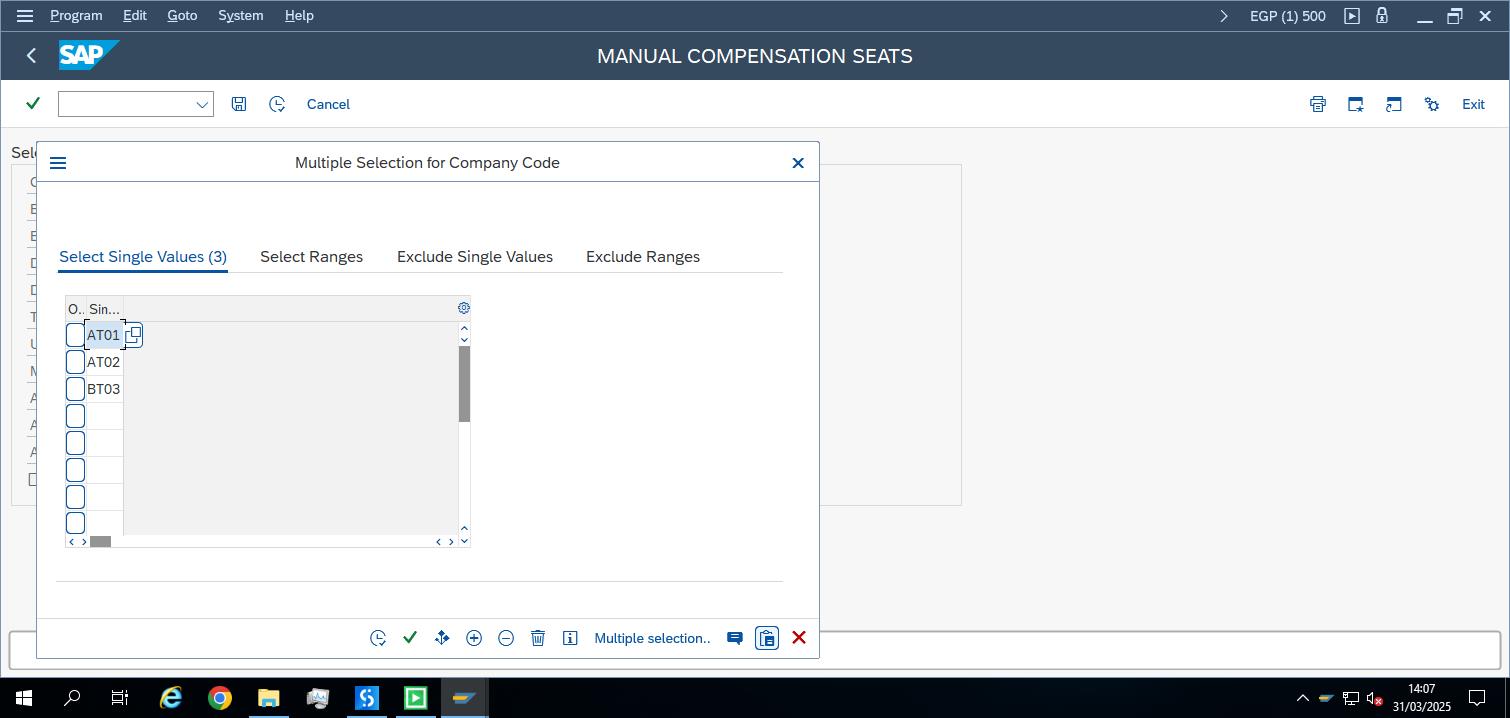 Program Edit Goto System Help EGP (1) 500
SAP MANUAL COMPENSATION SEATS
Cancel Exit
Sel
Multiple Selection for Company Code
Select Single Values (3) Select Ranges Exclude Single Values Exclude Ranges
O.. Sin...
AT01
AT02
BT03
Multiple selection..
14:07
31/03/2025